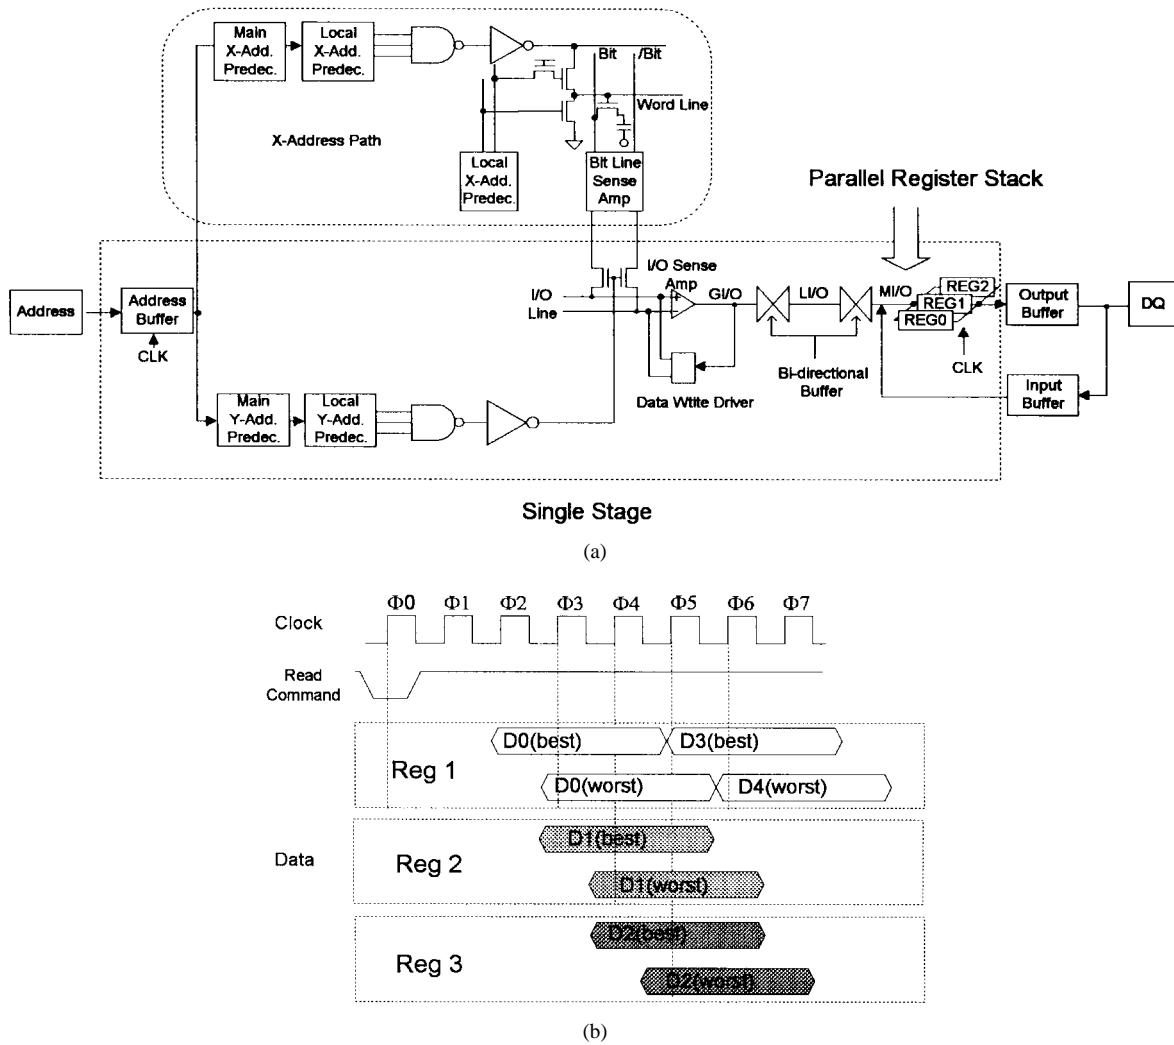 Main
X-Add.
Predec.
Local
X-Add.
Predec.
Bit
/Bit
Word Line
X-Address Path
Local
X-Add.
Predec.
Bit Line
Sense
Amp
Parallel Register Stack
Address
Address
Buffer
CLK
I/O
Line
I/O Sense
Amp
GI/O
LI/O
MI/O
REG2
REG1
REG0
Output
Buffer
DQ
CLK
Bi-directional
Buffer
Data Wtite Driver
Input
Buffer
Main
Y-Add.
Predec.
Local
Y-Add.
Predec.
Single Stage
(a)
Φ0 Φ1 Φ2 Φ3 Φ4 Φ5 Φ6 Φ7
Clock
Read
Command
Reg 1
D0(best) D3(best)
D0(worst) D4(worst)
Data
Reg 2
D1(best)
D1(worst)
Reg 3
D2(best)
D2(worst)
(b)